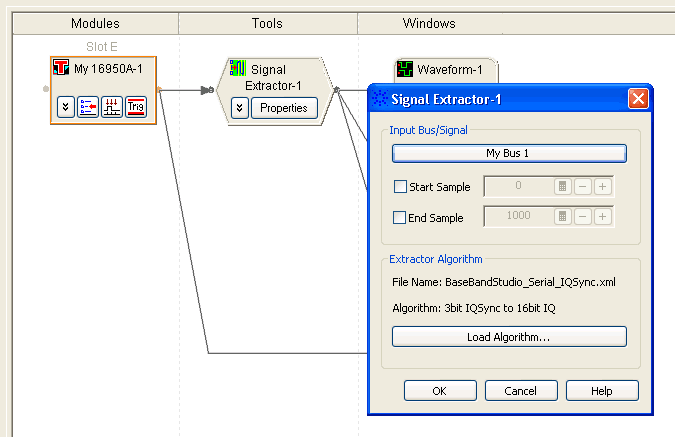 Modules
Tools
Windows
Slot E
My 16950A-1
Trig
Signal
Extractor-1
Properties
Waveform-1
Signal Extractor-1
Input Bus/Signal
My Bus 1
Start Sample
0
End Sample
1000
Extractor Algorithm
File Name: BaseBandStudio_Serial_IQSync.xml
Algorithm: 3bit IQSync to 16bit IQ
Load Algorithm...
OK
Cancel
Help